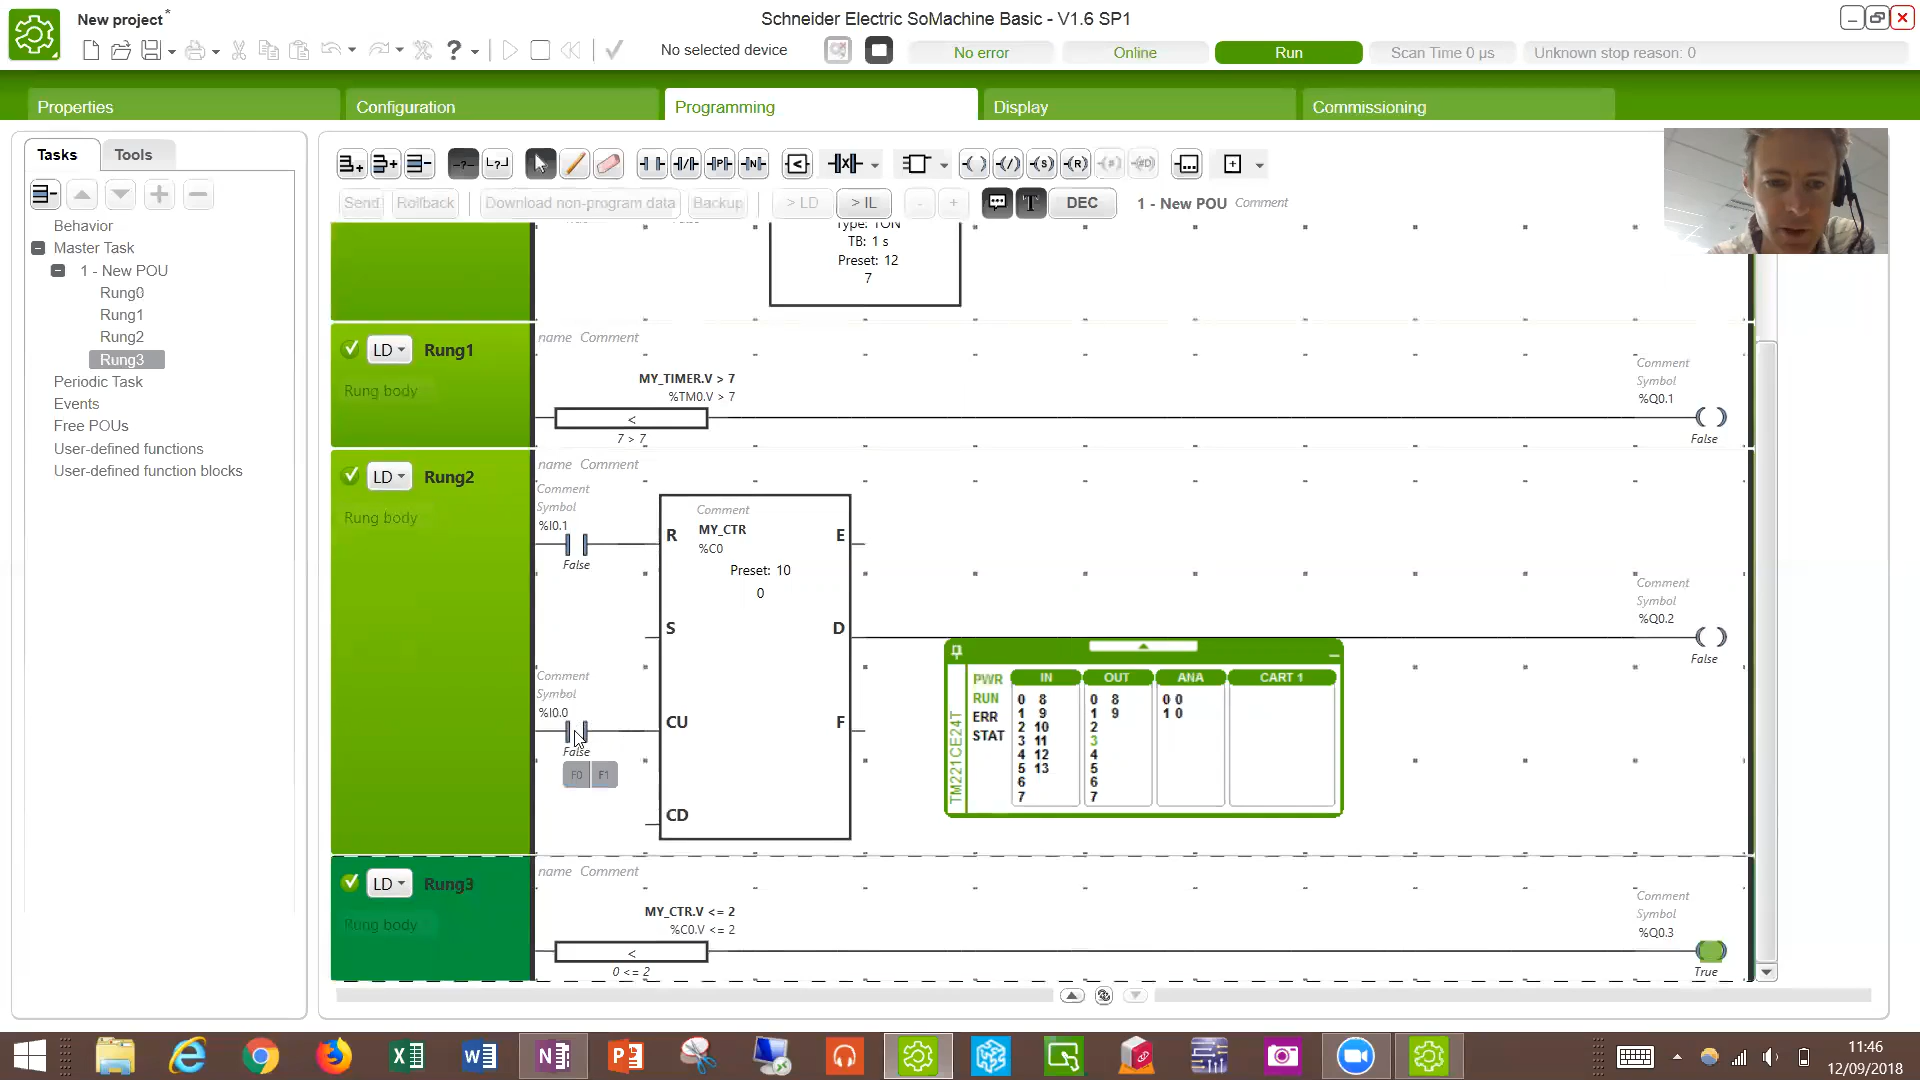 New project*
Schneider Electric SoMachine Basic - V1.6 SP1
No selected device
No error
Online
Run
Scan Time 0 µs
Unknown stop reason: 0
Properties
Configuration
Programming
Display
Commissioning
Tasks
Tools
Behavior
Master Task
1 - New POU
Rung0
Rung1
Rung2
Rung3
Periodic Task
Events
Free POUs
User-defined functions
User-defined function blocks
Send
Rollback
Download non-program data
Backup
> LD
> IL
-
+
T
DEC
1 - New POU Comment
Type: TON
TB: 1 s
Preset: 12
7
LD
Rung1
Rung body
name Comment
MY_TIMER.V > 7
%TM0.V > 7
<
7 > 7
Comment
Symbol
%Q0.1
False
LD
Rung2
Rung body
name Comment
Comment
Symbol
%I0.1
False
Comment
MY_CTR
%C0
Preset: 10
0
R
E
S
D
CU
F
CD
Comment
Symbol
%I0.0
False
F0 F1
Comment
Symbol
%Q0.2
False
TM221CE24T
PWR
RUN
ERR
STAT
IN
0 8
1 9
2 10
3 11
4 12
5 13
6
7
OUT
0 8
1 9
2
3
4
5
6
7
ANA
0 0
1 0
CART 1
LD
Rung3
Rung body
name Comment
MY_CTR.V <= 2
%C0.V <= 2
<
0 <= 2
Comment
Symbol
%Q0.3
True
11:46
12/09/2018